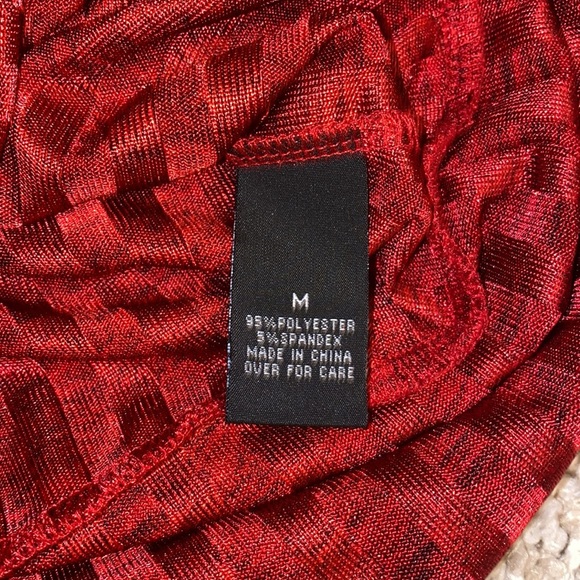 M
95%POLYESTER
5%SPANDEX
MADE IN CHINA
OVER FOR CARE